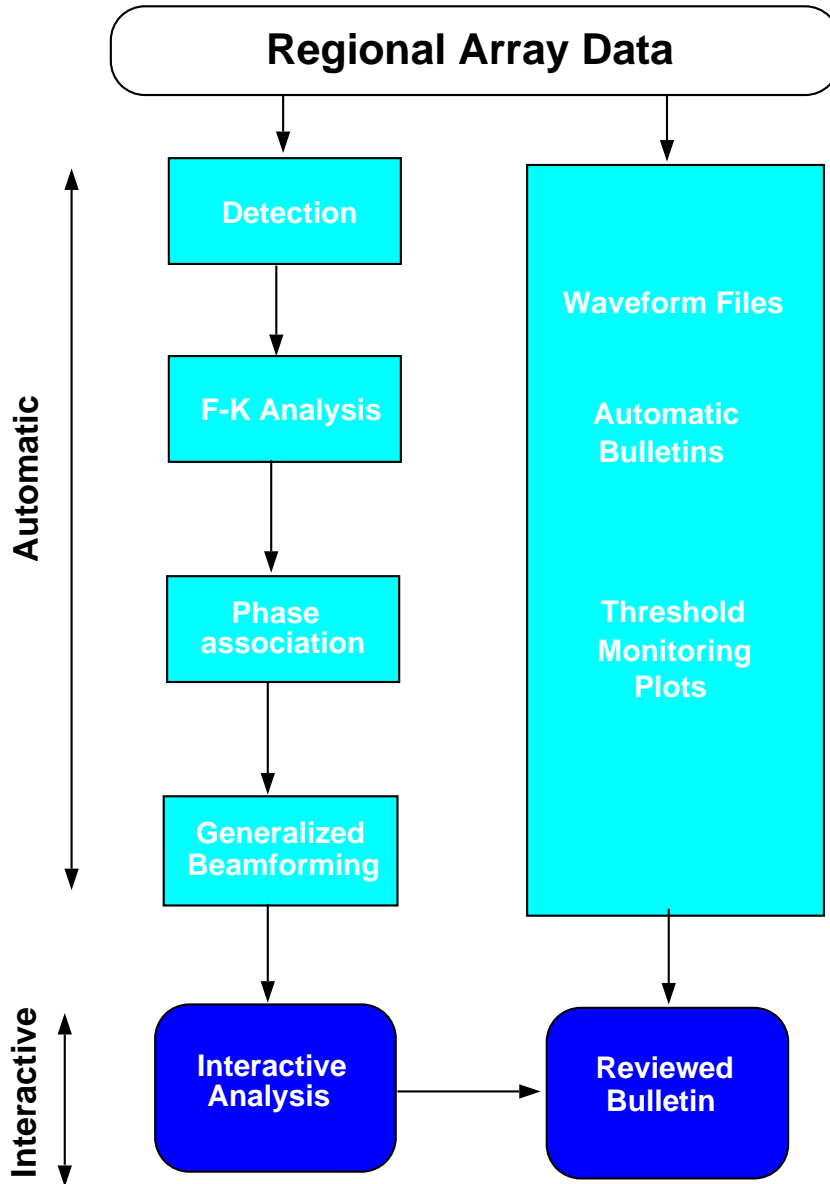 Regional Array Data
Automatic
Detection
F-K Analysis
Phase
association
Generalized
Beamforming
Waveform Files
Automatic
Bulletins
Threshold
Monitoring
Plots
Interactive
Interactive
Analysis
Reviewed
Bulletin